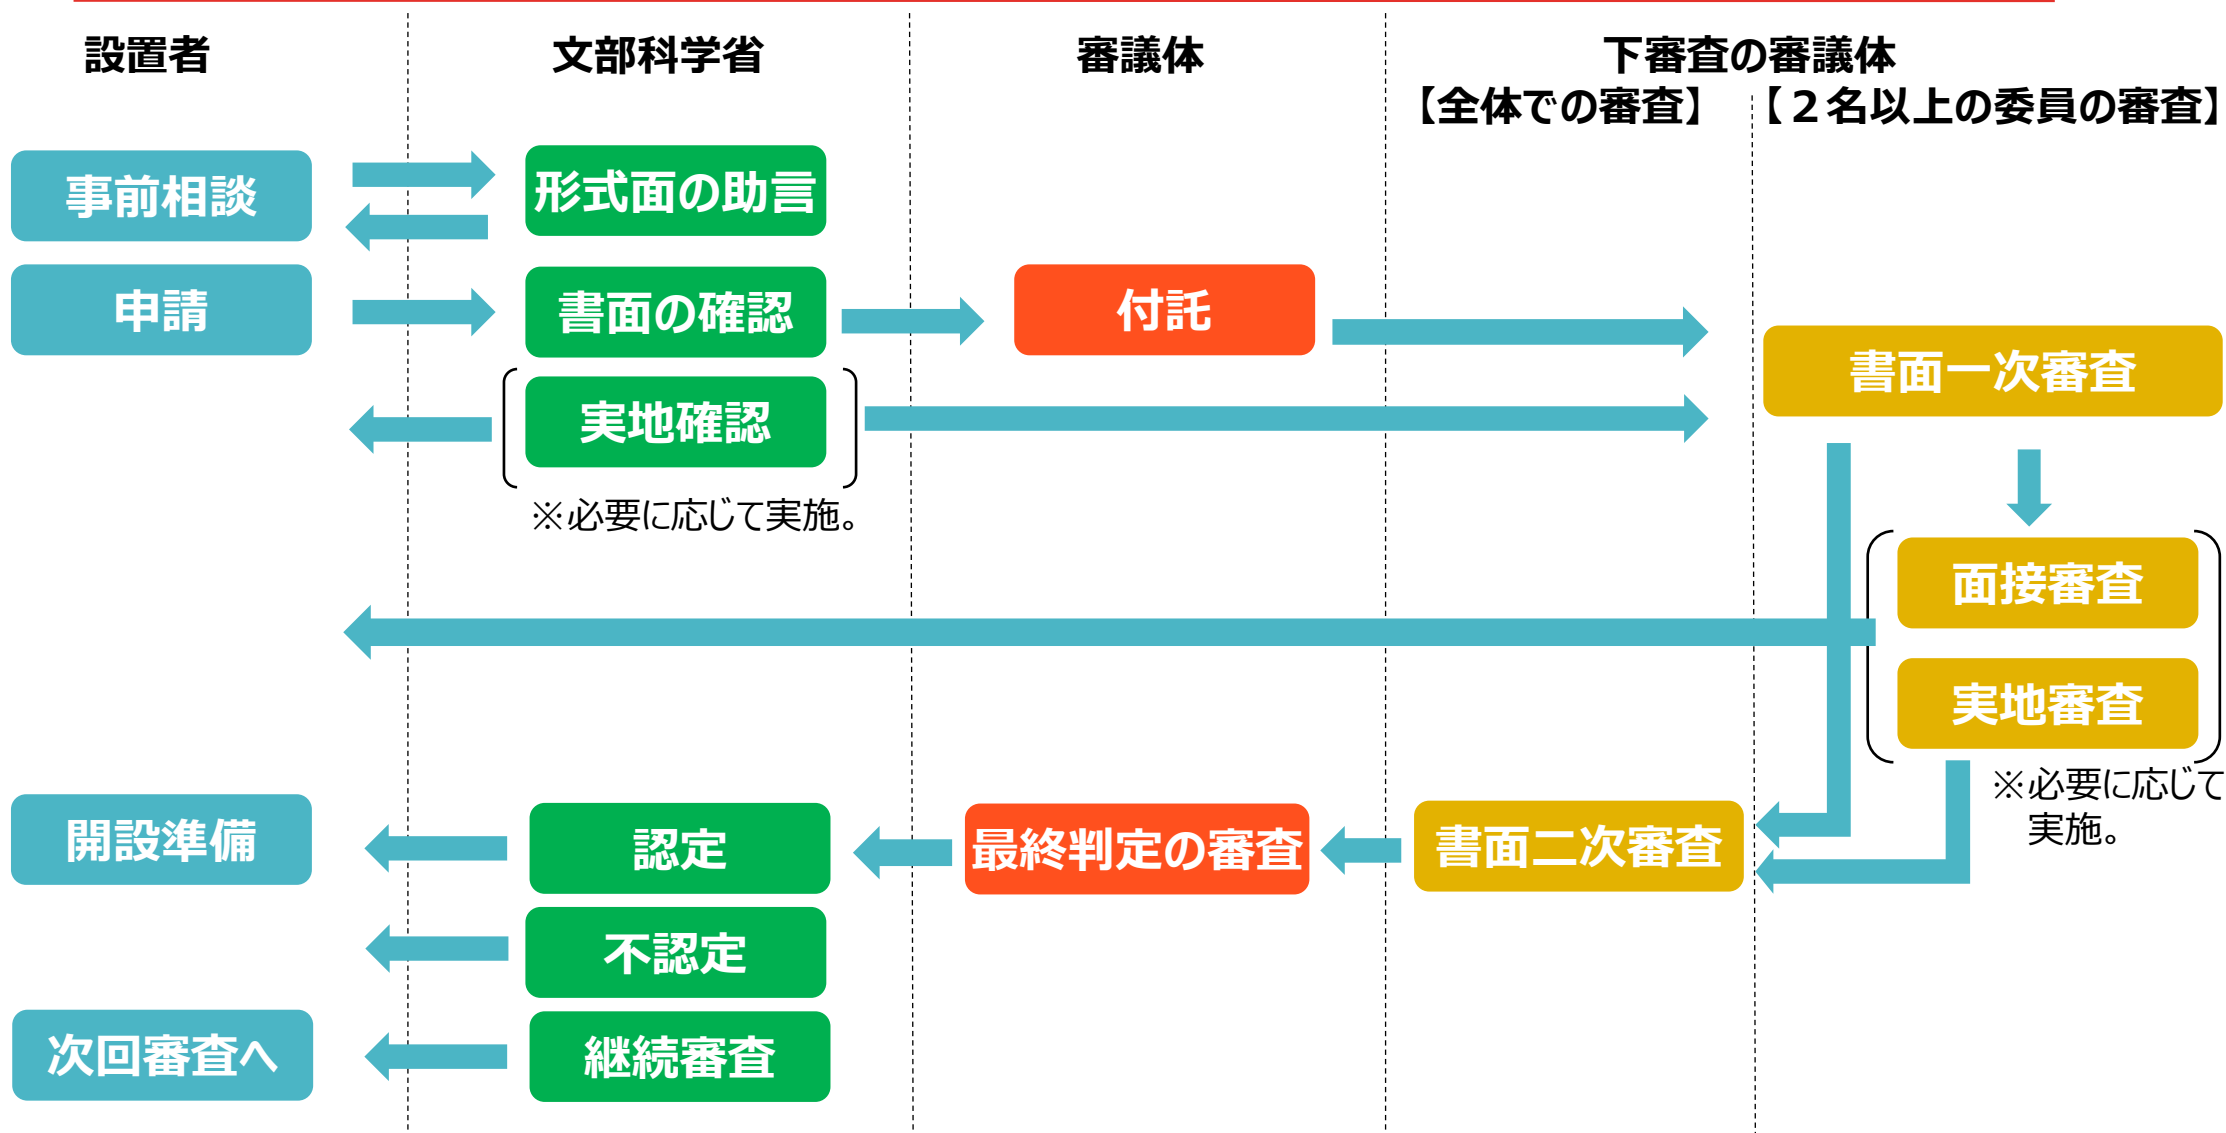 設置者
文部科学省
審議体
下審査の審議体
【全体での審査】
【２名以上の委員の審査】
事前相談
形式面の助言
申請
書面の確認
付託
書面一次審査
実地確認
※必要に応じて実施。
面接審査
実地審査
※必要に応じて
実施。
開設準備
認定
最終判定の審査
書面二次審査
不認定
次回審査へ
継続審査